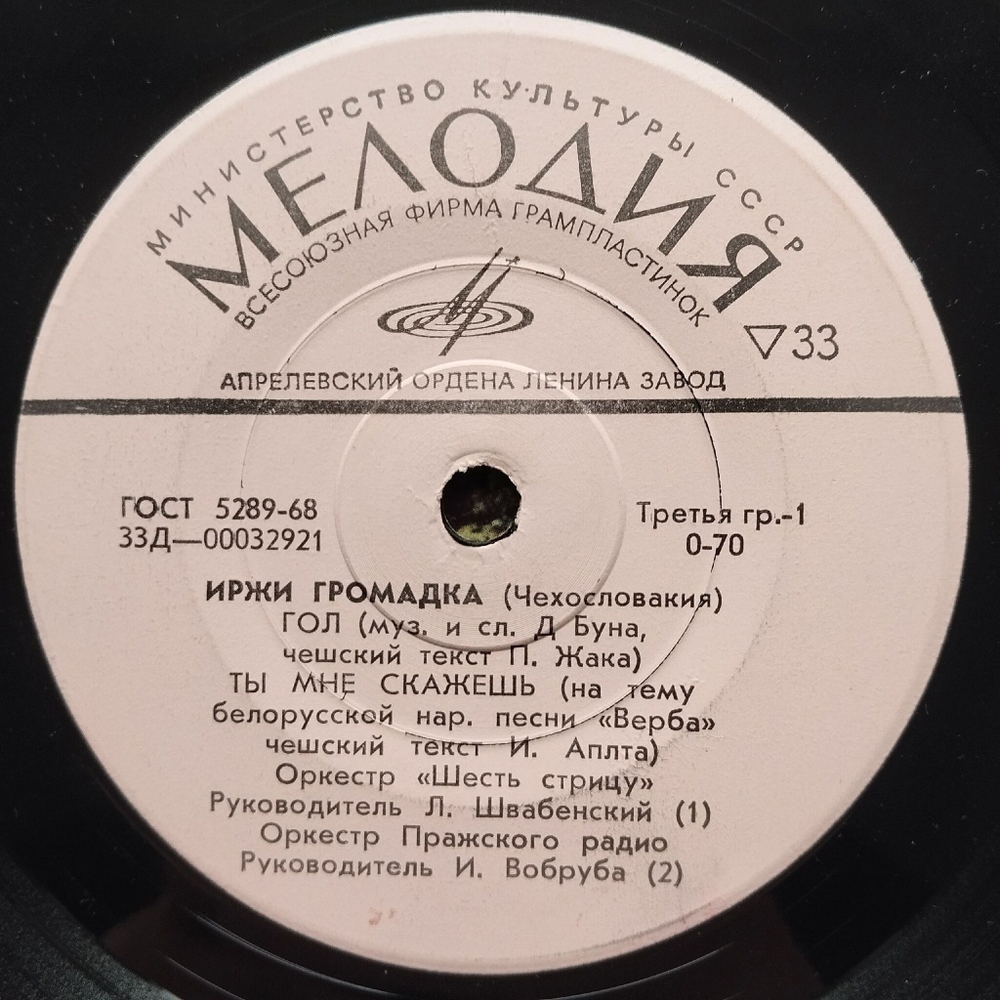 МИНИСТЕРСТВО КУЛЬТУРЫ СССР
МЕЛОДИЯ
ВСЕСОЮЗНАЯ ФИРМА ГРАМПЛАСТИНОК
33
АПРЕЛЕВСКИЙ ОРДЕНА ЛЕНИНА ЗАВОД
ГОСТ 5289-68
33Д—00032921
Третья гр.-1
0-70
ИРЖИ ГРОМАДКА (Чехословакия)
ГОЛ (муз. и сл. Д Буна,
чешский текст П. Жака)
ТЫ МНЕ СКАЖЕШЬ (на тему
белорусской нар. песни «Верба»
чешский текст И. Аплта)
Оркестр «Шесть стрицу»
Руководитель Л. Швабенский (1)
Оркестр Пражского радио
Руководитель И. Вобруба (2)